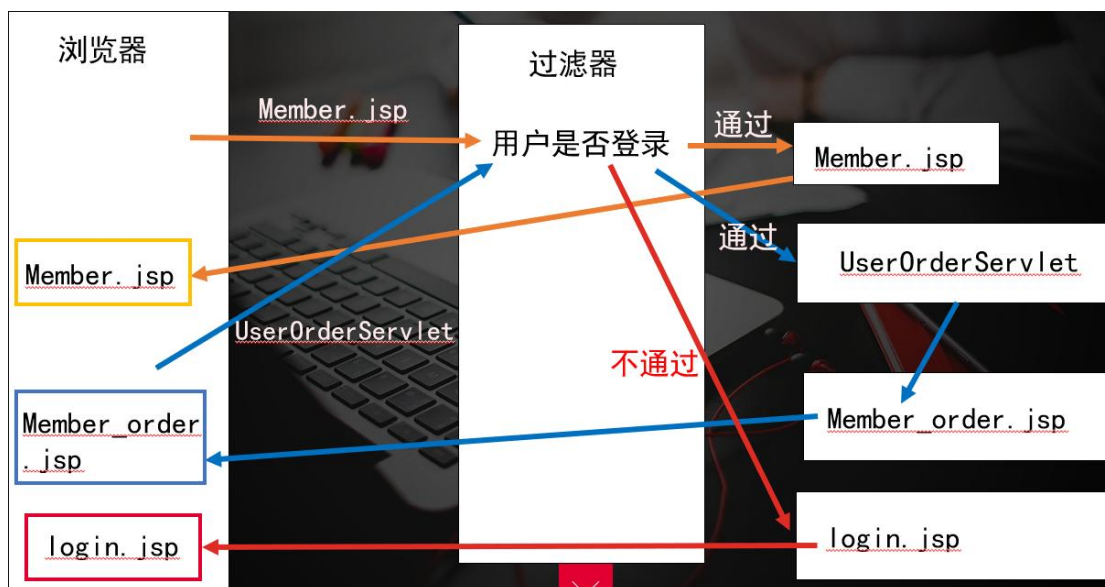 浏览器
过滤器
Member.jsp
用户是否登录
通过
Member.jsp
通过
UserOrderServlet
Member.jsp
UserOrderServlet
不通过
Member_order
.jsp
Member_order.jsp
login.jsp
login.jsp